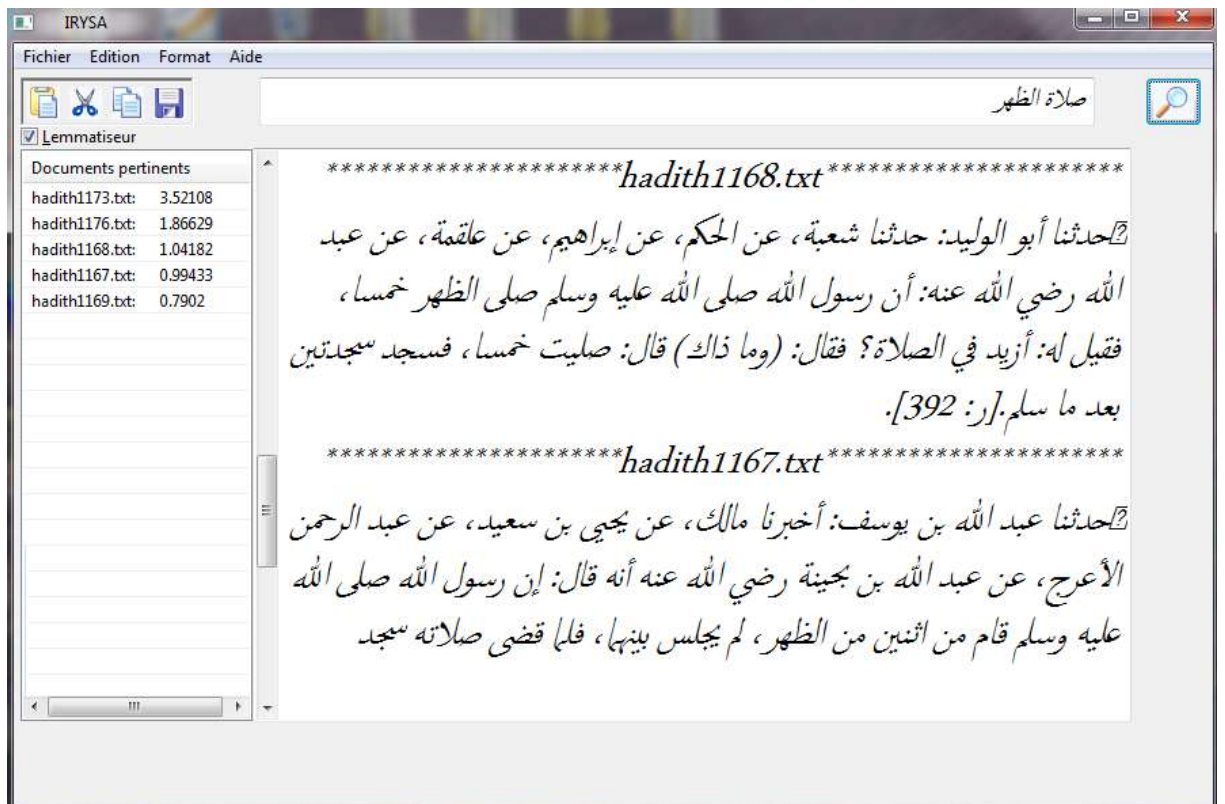 IRYSA
Fichier Edition Format Aide
صلاة الظهر
Lemmatiseur
Documents pertinents
hadith1173.txt: 3.52108
hadith1176.txt: 1.86629
hadith1168.txt: 1.04182
hadith1167.txt: 0.99433
hadith1169.txt: 0.7902
**********************hadith1168.txt**********************
حدثنا أبو الوليد: حدثنا شعبة، عن الحكم، عن إبراهيم، عن علقمة، عن عبد
الله رضي الله عنه: أن رسول الله صلى الله عليه وسلم صلى الظهر خمسا،
فقيل له: أزيد في الصلاة؟ فقال: (وما ذاك) قال: صليت خمسا، فسجد سجدتين
بعد ما سلم.[ر: 392].
**********************hadith1167.txt**********************
حدثنا عبد الله بن يوسف: أخبرنا مالك، عن يحيى بن سعيد، عن عبد الرحمن
الأعرج، عن عبد الله بن بحينة رضي الله عنه أنه قال: إن رسول الله صلى الله
عليه وسلم قام من اثنين من الظهر، لم يجلس بينهما، فلما قضى صلاته سجد